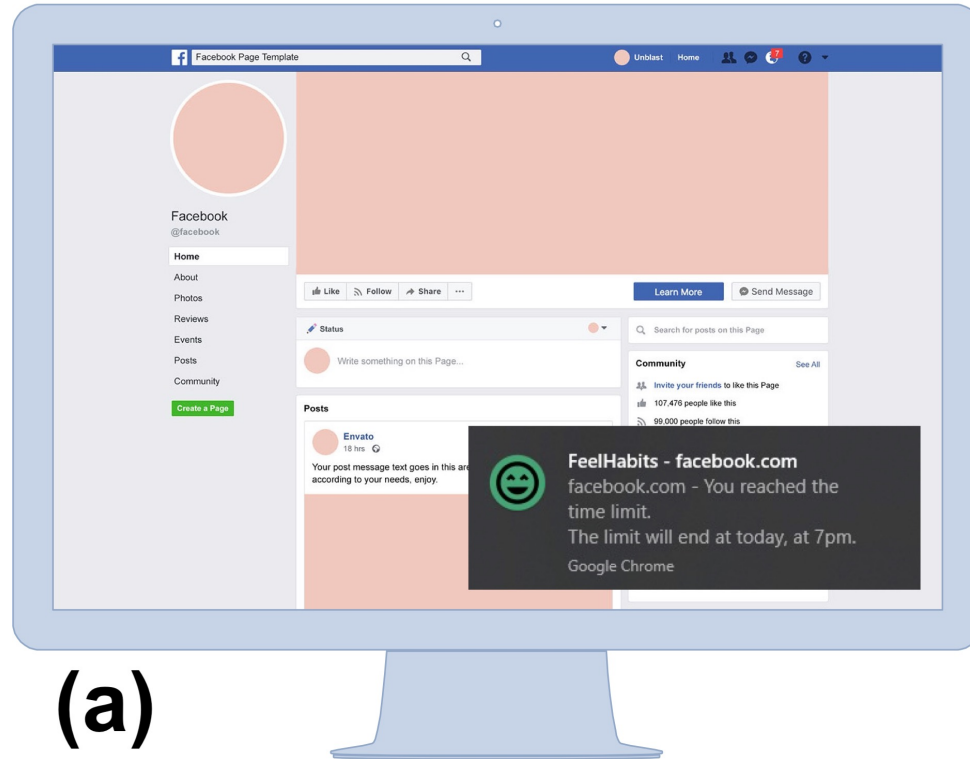 Facebook Page Template
Unblast Home
7
?
Facebook
@facebook
Home
About
Photos
Reviews
Events
Posts
Community
Create a Page
Like Follow Share ...
Learn More Send Message
Status
Write something on this Page...
Search for posts on this Page
Community See All
Invite your friends to like this Page
107,476 people like this
99,000 people follow this
Posts
Envato
18 hrs
Your post message text goes in this are
according to your needs, enjoy.
FeelHabits - facebook.com
facebook.com - You reached the
time limit.
The limit will end at today, at 7pm.
Google Chrome
(a)